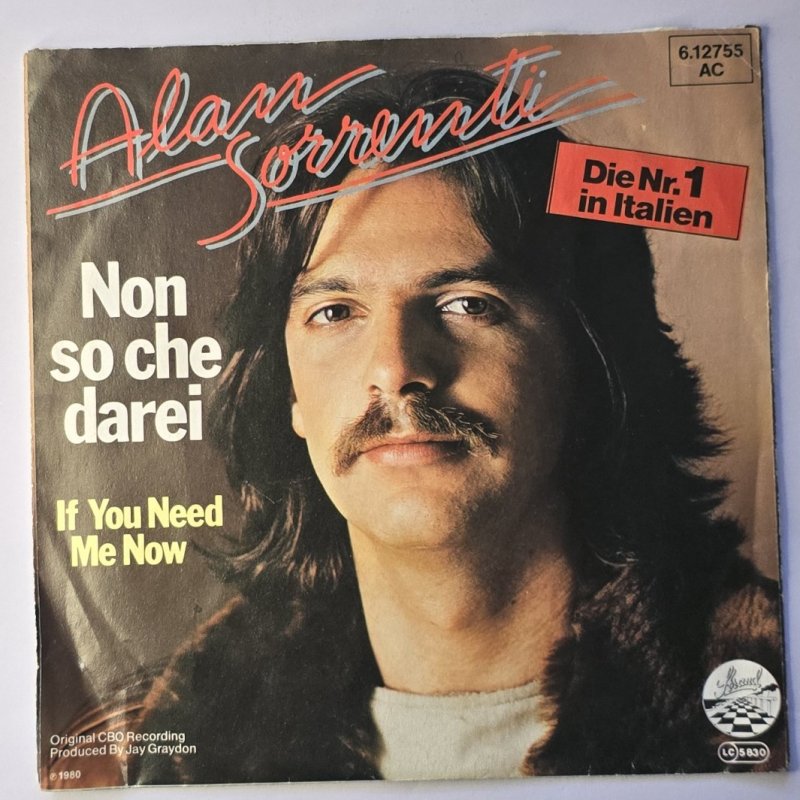 Alan
Sorrenti
6.12755
AC
Die Nr. 1
in Italien
Non
so che
darei
If You Need
Me Now
Original CBO Recording
Produced By Jay Graydon
℗ 1980
LC 5830